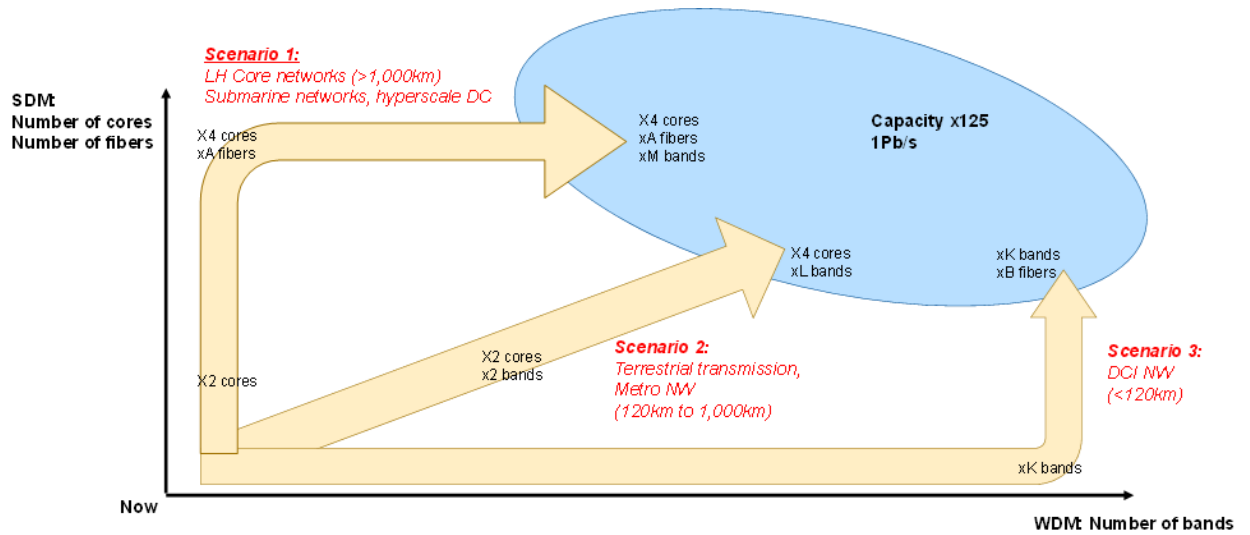 Scenario 1:
LH Core networks (>1,000km)
Submarine networks, hyperscale DC
SDM:
Number of cores
Number of fibers
X4 cores
xA fibers
X4 cores
xA fibers
xM bands
Capacity x125
1Pb/s
X4 cores
xL bands
xK bands
xB fibers
X2 cores
X2 cores
x2 bands
Scenario 2:
Terrestrial transmission,
Metro NW
(120km to 1,000km)
Scenario 3:
DCI NW
(<120km)
xK bands
Now
WDM: Number of bands